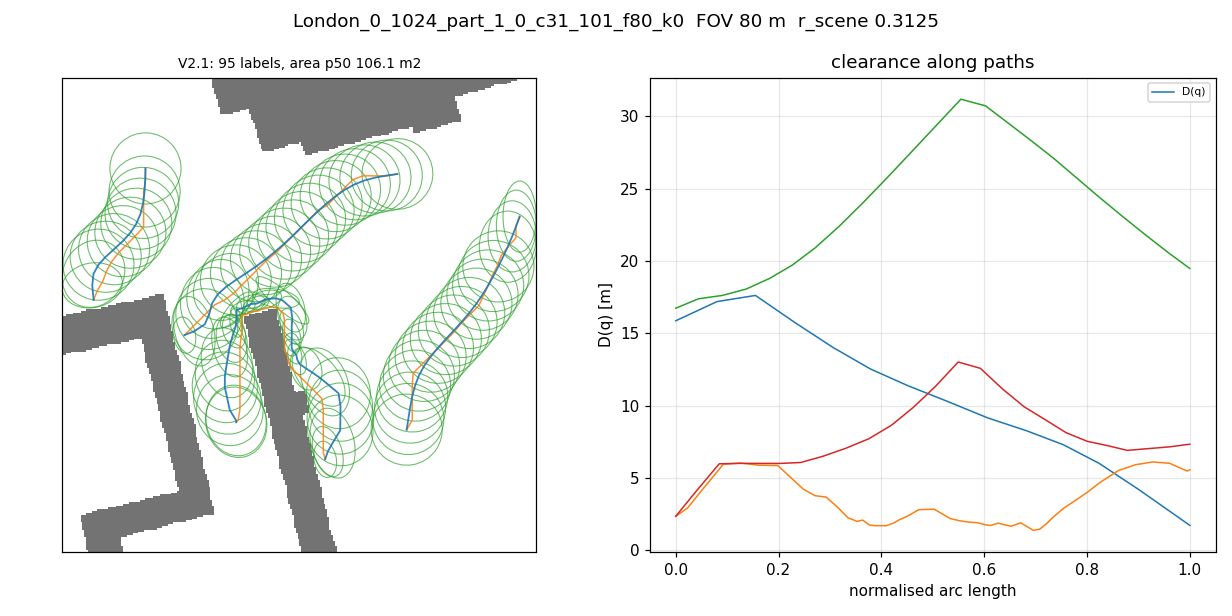 London_0_1024_part_1_0_c31_101_f80_k0 FOV 80 m r_scene 0.3125
V2.1: 95 labels, area p50 106.1 m2
clearance along paths
D(q)
30
25
20
15
10
5
0
D(q) [m]
0.0 0.2 0.4 0.6 0.8 1.0
normalised arc length